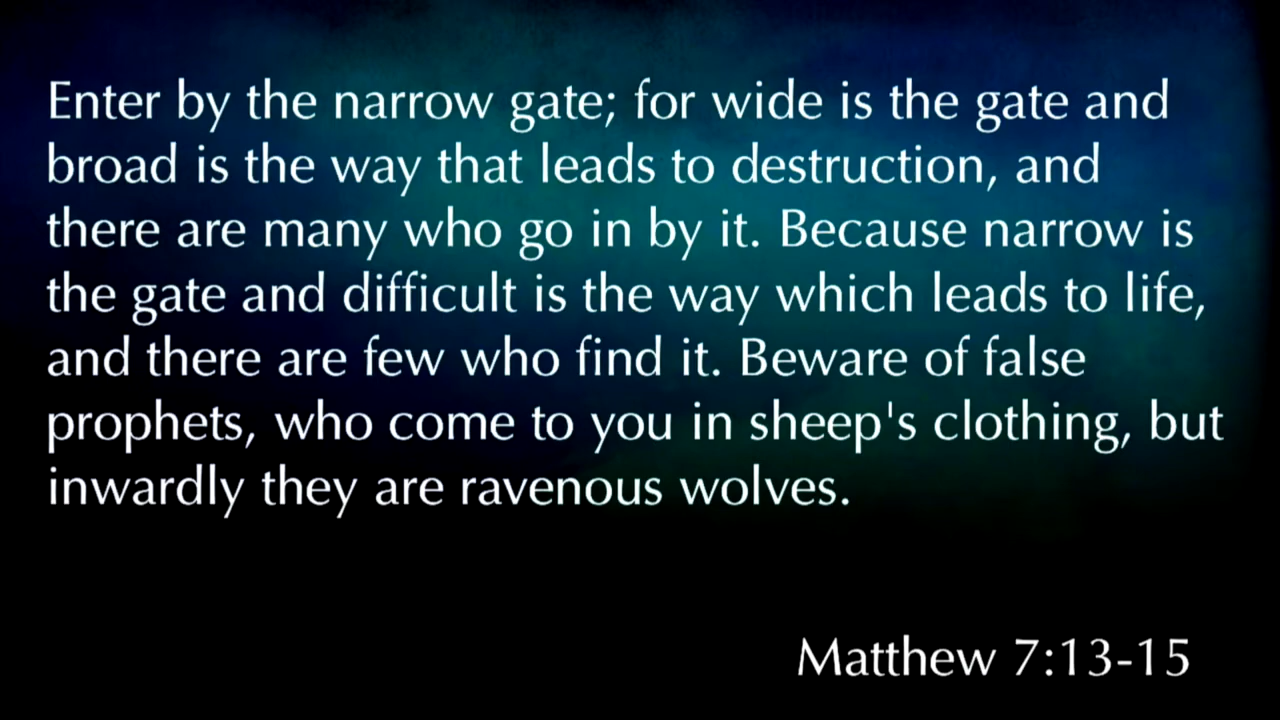 Enter by the narrow gate; for wide is the gate and
broad is the way that leads to destruction, and
there are many who go in by it. Because narrow is
the gate and difficult is the way which leads to life,
and there are few who find it. Beware of false
prophets, who come to you in sheep's clothing, but
inwardly they are ravenous wolves.
Matthew 7:13-15